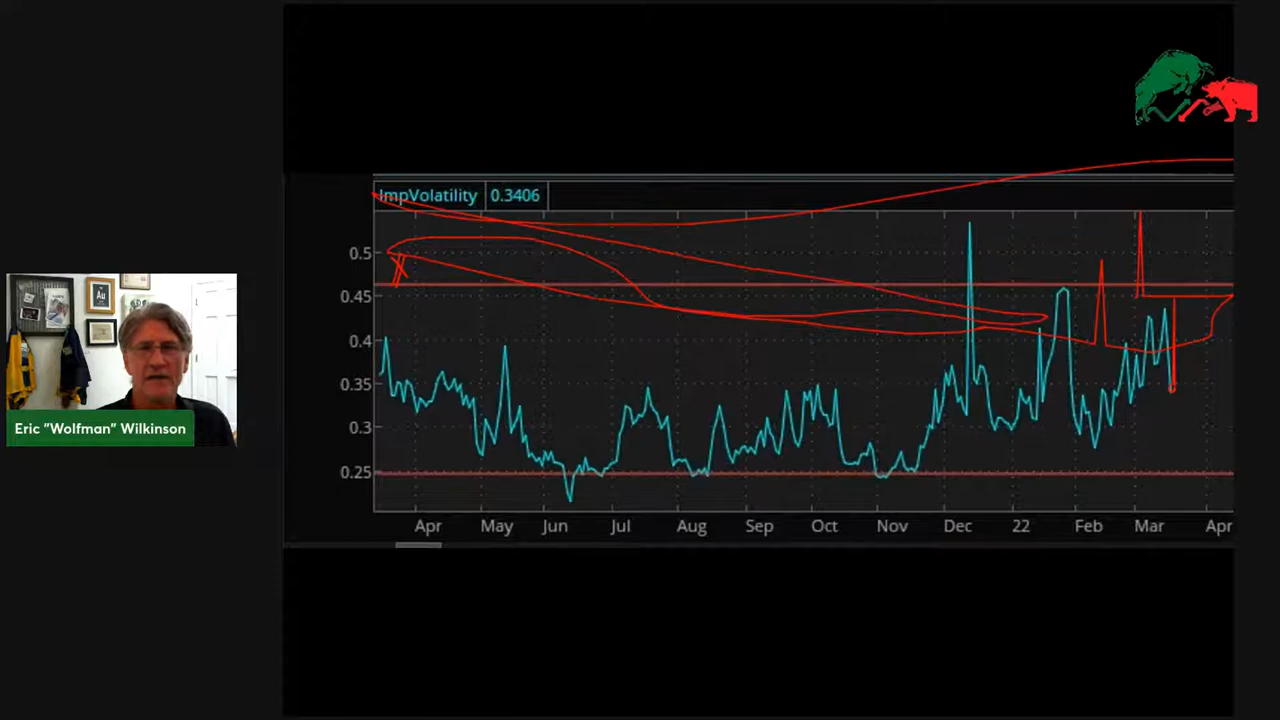 ImpVolatility 0.3406
0.5
0.45
0.4
0.35
0.3
0.25
Apr May Jun Jul Aug Sep Oct Nov Dec 22 Feb Mar Apr
Au
Eric "Wolfman" Wilkinson